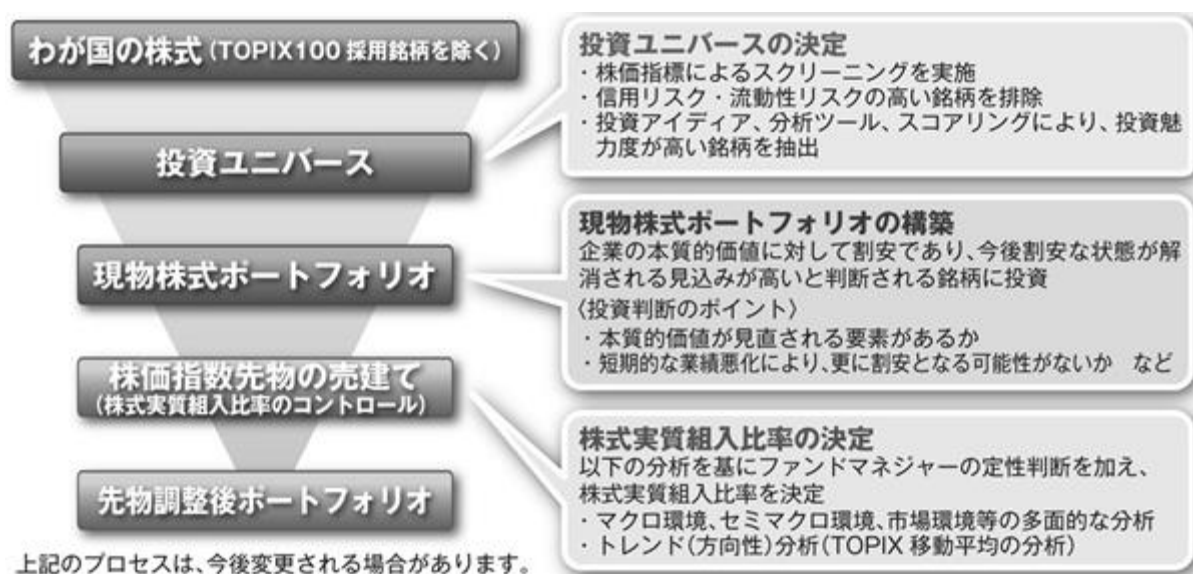 わが国の株式(TOPIX100 採用銘柄を除く)
投資ユニバース
現物株式ポートフォリオ
株価指数先物の売建て
(株式実質組入比率のコントロール)
先物調整後ポートフォリオ
上記のプロセスは、今後変更される場合があります。
投資ユニバースの決定
・株価指標によるスクリーニングを実施
・信用リスク・流動性リスクの高い銘柄を排除
・投資アイディア、分析ツール、スコアリングにより、投資魅
力度が高い銘柄を抽出
現物株式ポートフォリオの構築
企業の本質的価値に対して割安であり、今後割安な状態が解
消される見込みが高いと判断される銘柄に投資
〈投資判断のポイント〉
・本質的価値が見直される要素があるか
・短期的な業績悪化により、更に割安となる可能性がないか など
株式実質組入比率の決定
以下の分析を基にファンドマネジャーの定性判断を加え、
株式実質組入比率を決定
・マクロ環境、セミマクロ環境、市場環境等の多面的な分析
・トレンド(方向性)分析(TOPIX 移動平均の分析)